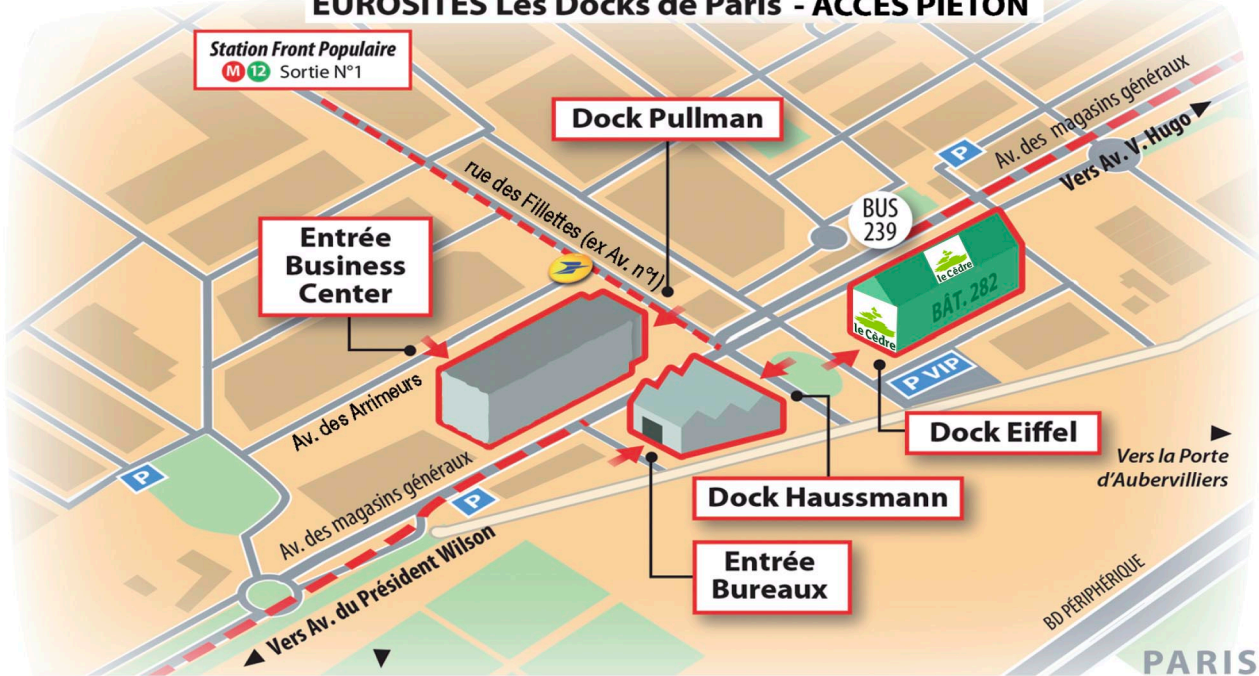 EUROSITES Les Docks de Paris - ACCÈS PIÉTON
Station Front Populaire
M 12 Sortie N°1
Dock Pullman
P
Av. des magasins généraux
Vers Av. V. Hugo
rue des Fillettes (ex Av. n°1)
BUS
239
Entrée
Business
Center
le Cèdre
BÂT. 282
le Cèdre
P VIP
Av. des Arrimeurs
Dock Eiffel
Vers la Porte
d'Aubervilliers
P
Av. des magasins généraux
P
Dock Haussmann
Vers Av. du Président Wilson
Entrée
Bureaux
BD PÉRIPHÉRIQUE
PARIS